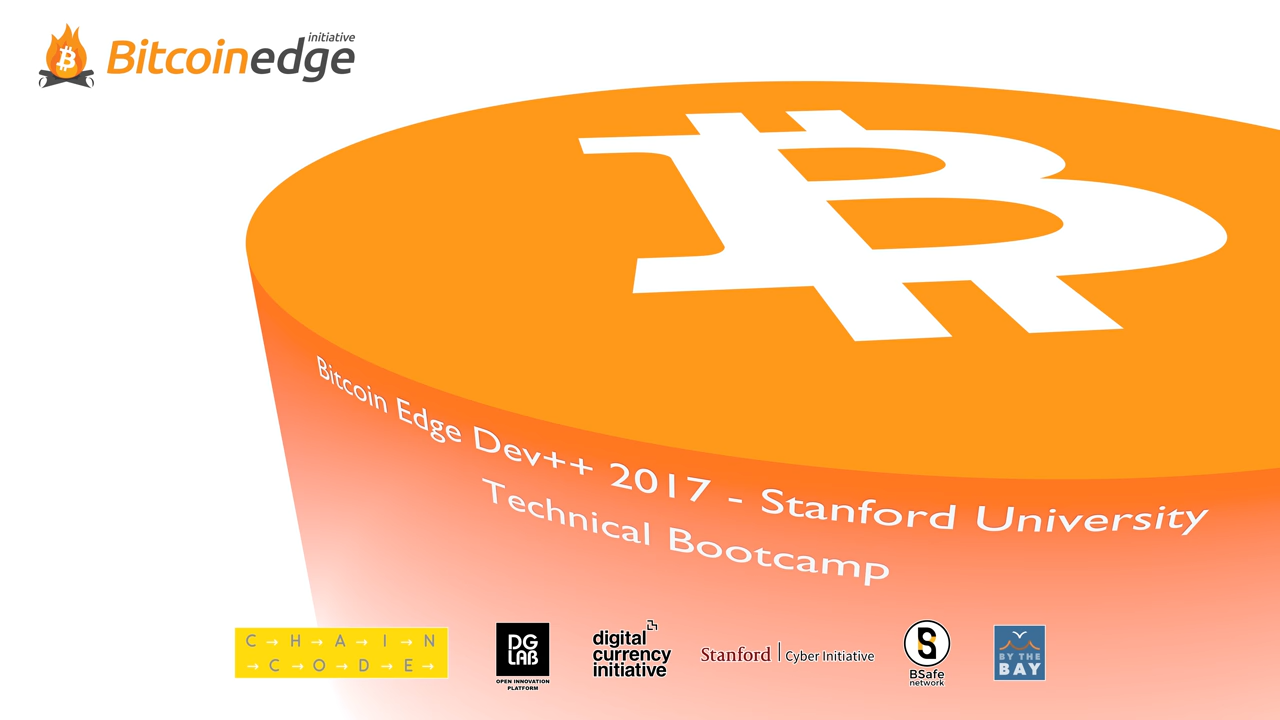 initiative
Bitcoinedge
Bitcoin Edge Dev++ 2017 - Stanford University
Technical Bootcamp
C→H→A→I→N
→C→O→D→E→
DG
LAB
OPEN INNOVATION
PLATFORM
digital
currency
initiative
Stanford | Cyber Initiative
BSafe
network
BY THE
BAY